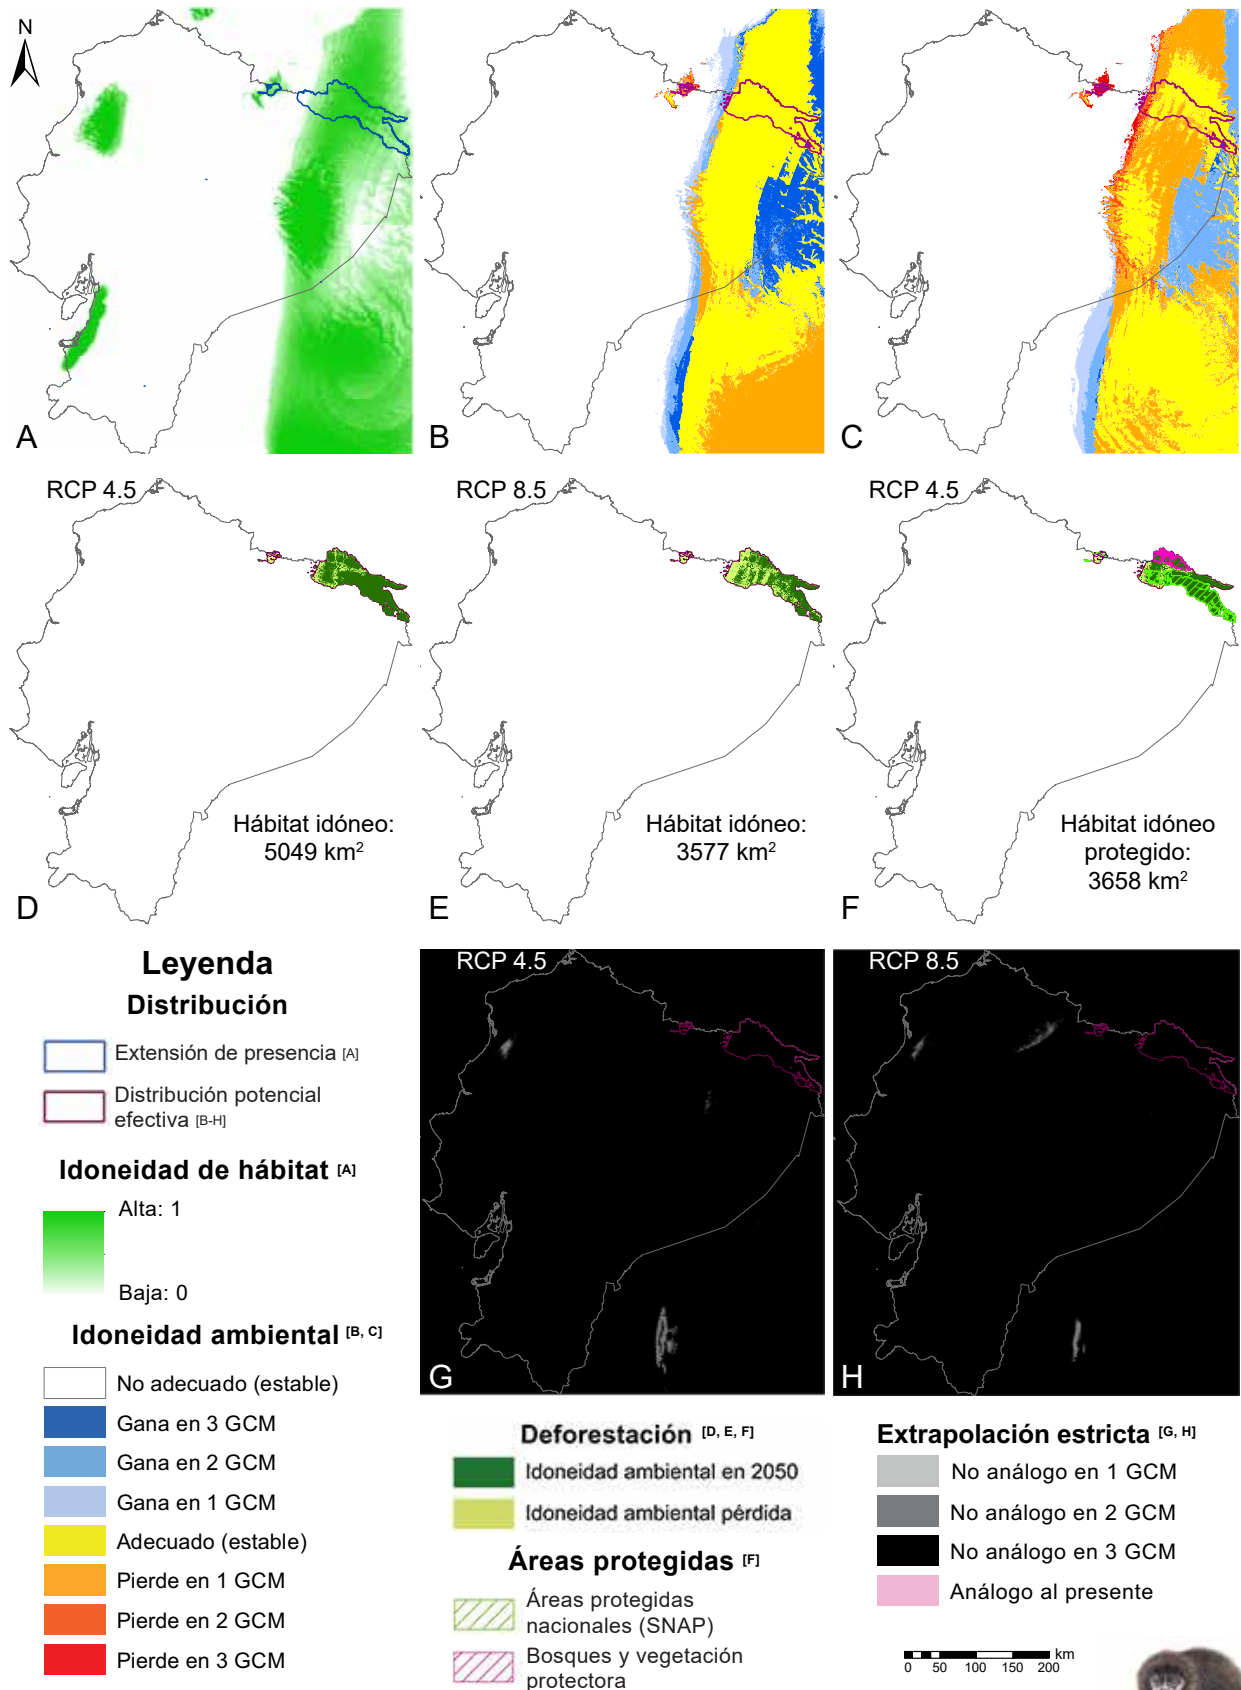 N
A
B
C
RCP 4.5
RCP 8.5
RCP 4.5
Hábitat idóneo:
5049 km²
Hábitat idóneo:
3577 km²
Hábitat idóneo
protegido:
3658 km²
D
E
F
Leyenda
Distribución
Extensión de presencia [A]
Distribución potencial
efectiva [B-H]
Idoneidad de hábitat [A]
Alta: 1
Baja: 0
Idoneidad ambiental [B, C]
No adecuado (estable)
Gana en 3 GCM
Gana en 2 GCM
Gana en 1 GCM
Adecuado (estable)
Pierde en 1 GCM
Pierde en 2 GCM
Pierde en 3 GCM
RCP 4.5
RCP 8.5
G
H
Deforestación [D, E, F]
Idoneidad ambiental en 2050
Idoneidad ambiental pérdida
Áreas protegidas [F]
Áreas protegidas
nacionales (SNAP)
Bosques y vegetación
protectora
Extrapolación estricta [G, H]
No análogo en 1 GCM
No análogo en 2 GCM
No análogo en 3 GCM
Análogo al presente
km
0 50 100 150 200